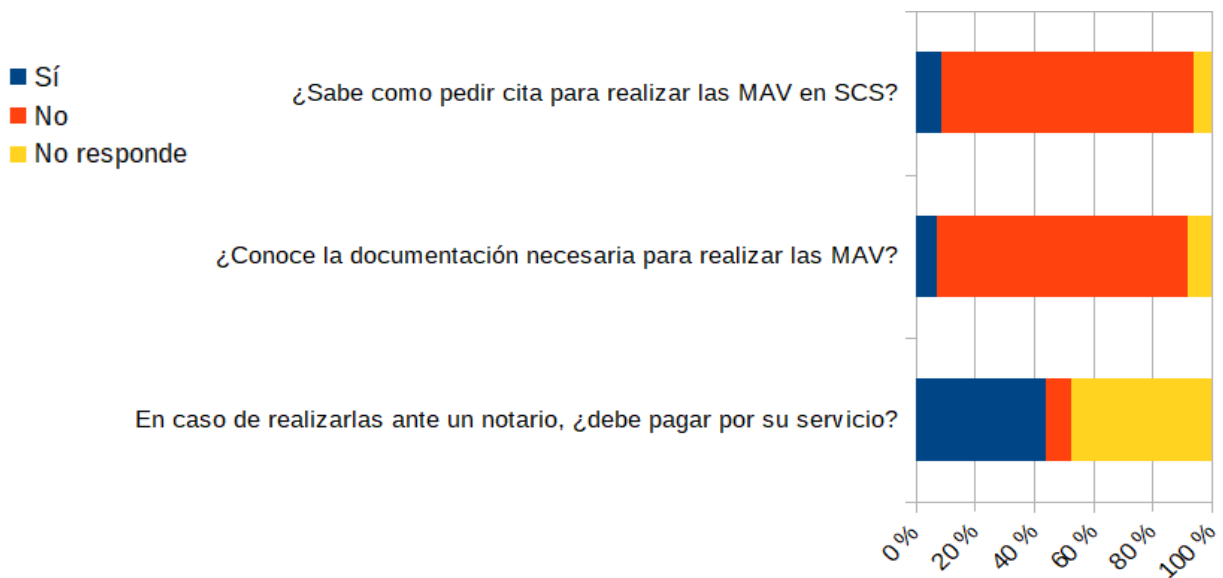 Sí
No
No responde
¿Sabe como pedir cita para realizar las MAV en SCS?
¿Conoce la documentación necesaria para realizar las MAV?
En caso de realizarlas ante un notario, ¿debe pagar por su servicio?
0 %
20 %
40 %
60 %
80 %
100 %